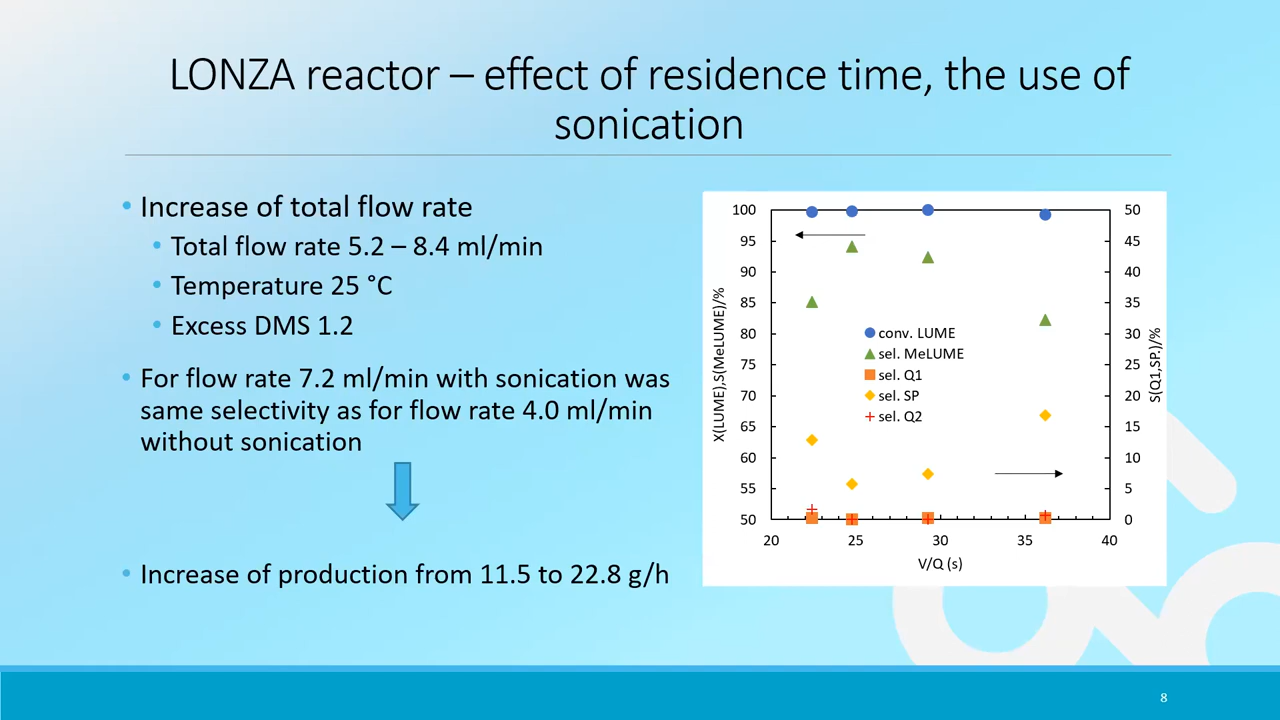 LONZA reactor – effect of residence time, the use of
sonication
• Increase of total flow rate
• Total flow rate 5.2 – 8.4 ml/min
• Temperature 25 °C
• Excess DMS 1.2
• For flow rate 7.2 ml/min with sonication was
same selectivity as for flow rate 4.0 ml/min
without sonication
• Increase of production from 11.5 to 22.8 g/h
X(LUME),S(MeLUME)/%
100
95
90
85
80
75
70
65
60
55
50
conv. LUME
sel. MeLUME
sel. Q1
sel. SP
sel. Q2
50
45
40
35
30
25
20
15
10
5
0
S(Q1,SP.)/%
20 25 30 35 40
V/Q (s)
8